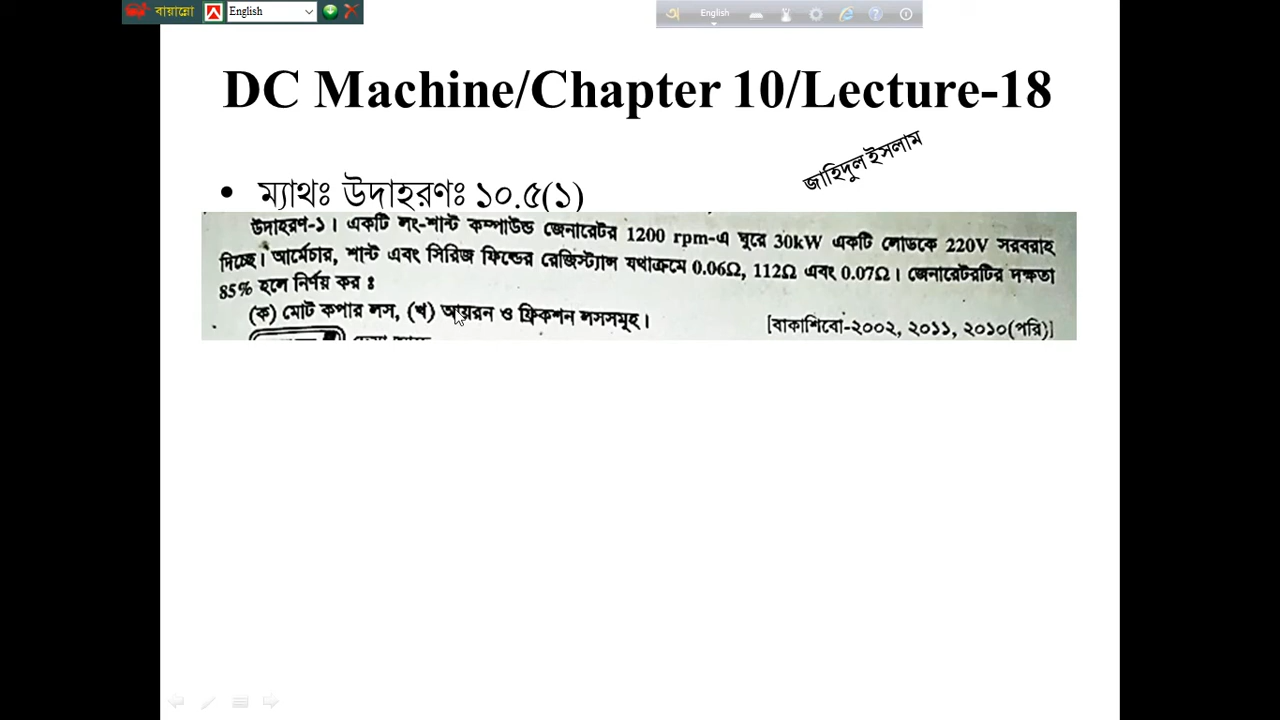 বায়ান্নো English
English
DC Machine/Chapter 10/Lecture-18
জাহিদুল ইসলাম
• ম্যাথঃ উদাহরণঃ ১০.৫(১)
উদাহরণ-১। একটি লং-শান্ট কম্পাউন্ড জেনারেটর 1200 rpm-এ ঘুরে 30kW একটি লোডকে 220V সরবরাহ
দিচ্ছে। আর্মেচার, শান্ট এবং সিরিজ ফিল্ডের রেজিস্ট্যান্স যথাক্রমে 0.06Ω, 112Ω এবং 0.07Ω। জেনারেটরটির দক্ষতা
85% হলে নির্ণয় কর ঃ
(ক) মোট কপার লস, (খ) আয়রন ও ফ্রিকশন লসসমূহ। [বাকাশিবো-২০০২, ২০১১, ২০১০(পরি)]